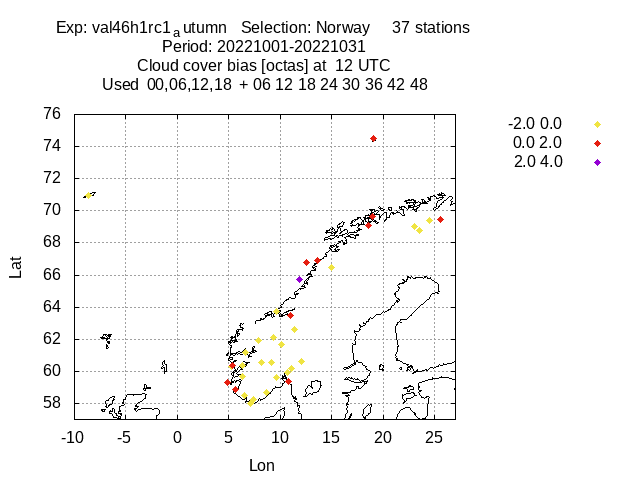 Exp: val46h1rc1autumn Selection: Norway 37 stations
Period: 20221001-20221031
Cloud cover bias [octas] at 12 UTC
Used 00,06,12,18 + 06 12 18 24 30 36 42 48
-2.0 0.0
0.0 2.0
2.0 4.0
76
74
72
70
68
66
64
62
60
58
Lat
-10 -5 0 5 10 15 20 25
Lon